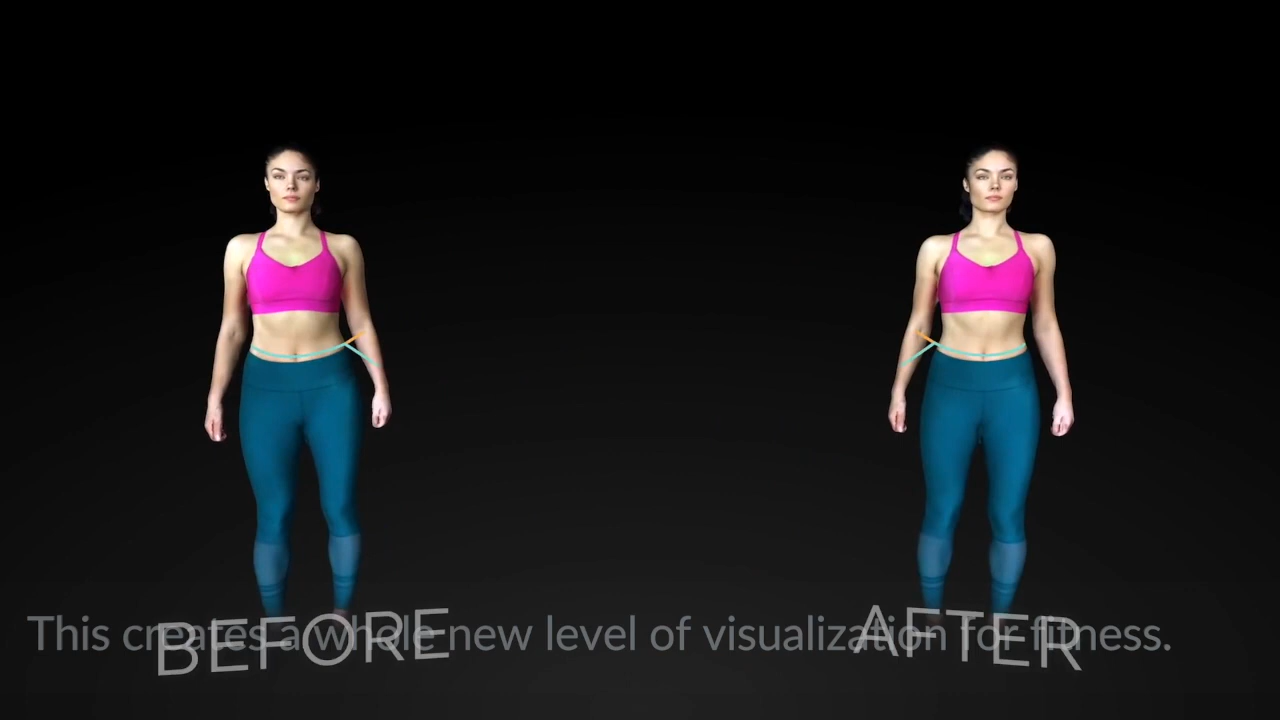 This creates a whole new level of visualization for fitness.
BEFORE
AFTER